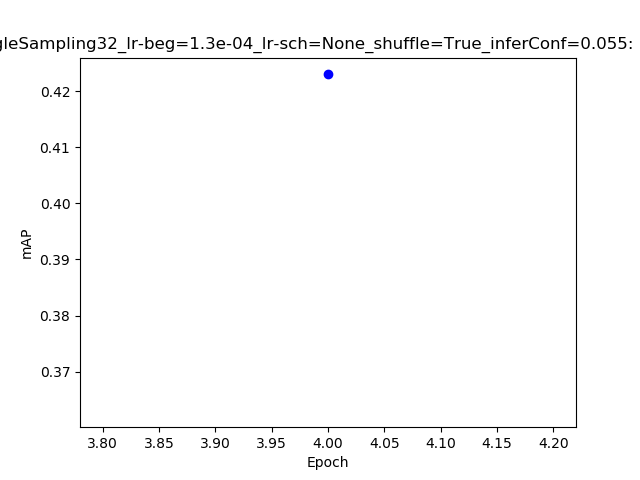 gleSampling32_lr-beg=1.3e-04_lr-sch=None_shuffle=True_inferConf=0.055:
0.42
0.41
0.40
0.39
0.38
0.37
mAP
3.80 3.85 3.90 3.95 4.00 4.05 4.10 4.15 4.20
Epoch